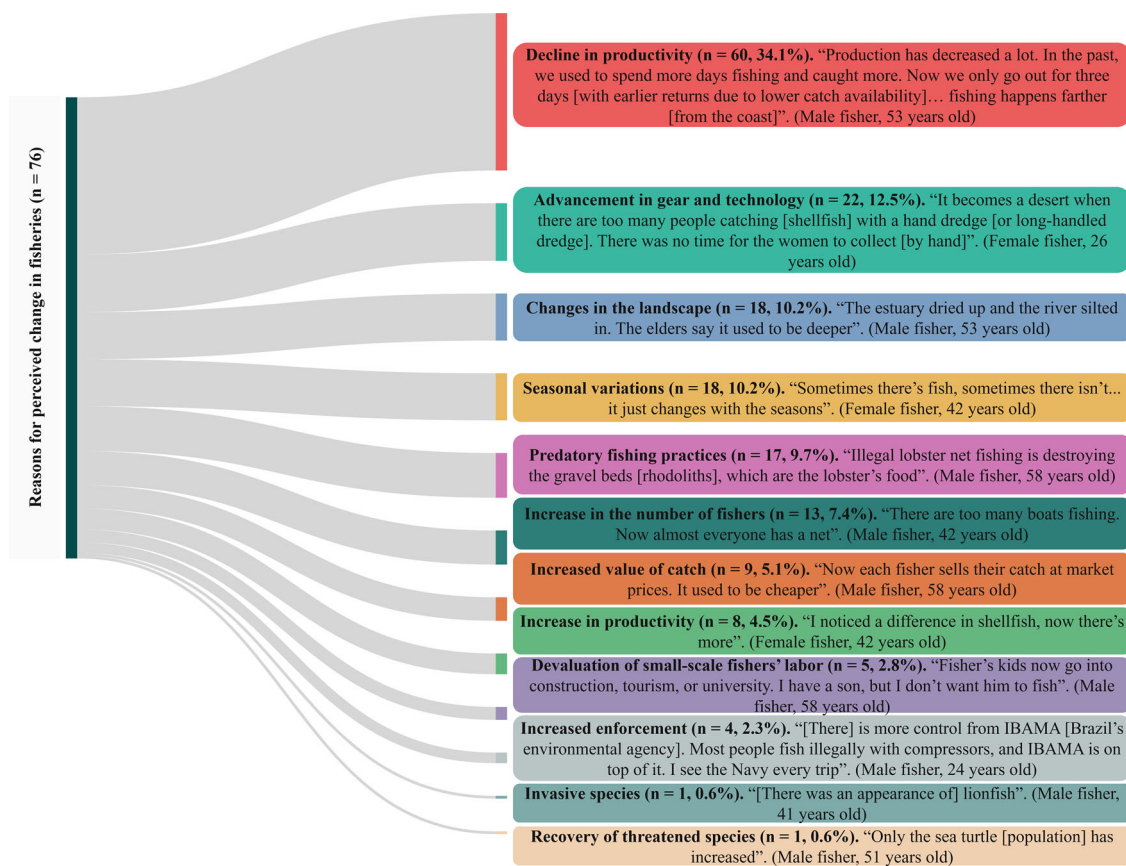 Reasons for perceived change in fisheries (n = 76)
Decline in productivity (n = 60, 34.1%). “Production has decreased a lot. In the past,
we used to spend more days fishing and caught more. Now we only go out for three
days [with earlier returns due to lower catch availability]… fishing happens farther
[from the coast]”. (Male fisher, 53 years old)
Advancement in gear and technology (n = 22, 12.5%). “It becomes a desert when
there are too many people catching [shellfish] with a hand dredge [or long-handled
dredge]. There was no time for the women to collect [by hand]”. (Female fisher, 26
years old)
Changes in the landscape (n = 18, 10.2%). “The estuary dried up and the river silted
in. The elders say it used to be deeper”. (Male fisher, 53 years old)
Seasonal variations (n = 18, 10.2%). “Sometimes there’s fish, sometimes there isn’t...
it just changes with the seasons”. (Female fisher, 42 years old)
Predatory fishing practices (n = 17, 9.7%). “Illegal lobster net fishing is destroying
the gravel beds [rhodoliths], which are the lobster’s food”. (Male fisher, 58 years old)
Increase in the number of fishers (n = 13, 7.4%). “There are too many boats fishing.
Now almost everyone has a net”. (Male fisher, 42 years old)
Increased value of catch (n = 9, 5.1%). “Now each fisher sells their catch at market
prices. It used to be cheaper”. (Male fisher, 58 years old)
Increase in productivity (n = 8, 4.5%). “I noticed a difference in shellfish, now there’s
more”. (Female fisher, 42 years old)
Devaluation of small-scale fishers’ labor (n = 5, 2.8%). “Fisher’s kids now go into
construction, tourism, or university. I have a son, but I don’t want him to fish”. (Male
fisher, 58 years old)
Increased enforcement (n = 4, 2.3%). “[There] is more control from IBAMA [Brazil’s
environmental agency]. Most people fish illegally with compressors, and IBAMA is on
top of it. I see the Navy every trip”. (Male fisher, 24 years old)
Invasive species (n = 1, 0.6%). “[There was an appearance of] lionfish”. (Male fisher,
41 years old)
Recovery of threatened species (n = 1, 0.6%). “Only the sea turtle [population] has
increased”. (Male fisher, 51 years old)